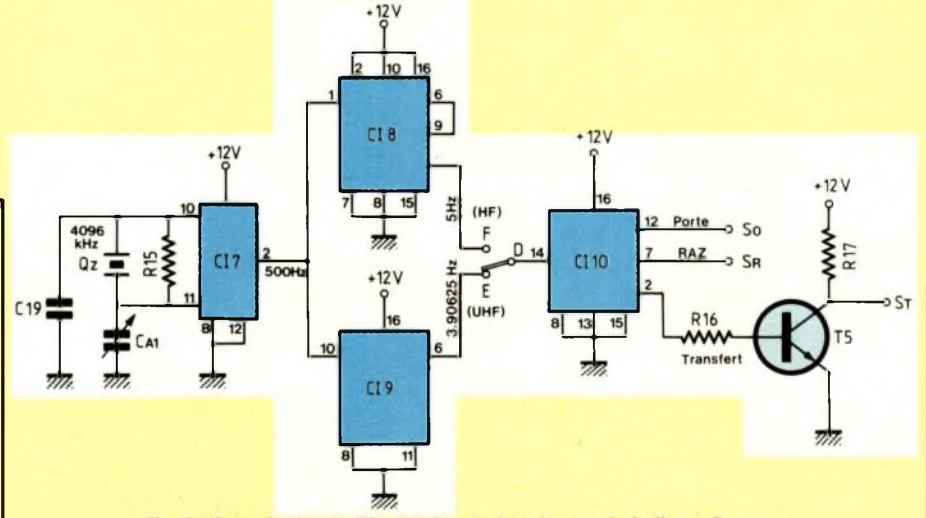 +12V
2 10 16
1
CI 8
6
9
7 8 15
+12V
4096
kHz
QZ
C19
CA1
R15
10
11
CI 7
8 12
2
500Hz
+12V
16
10
CI 9
6
8 11
5Hz
(HF)
F
D
E
(UHF)
3.90625 Hz
+12V
16
14
CI 10
12 Porte S0
7 RAZ SR
2
8 13 15
R16
Transfert
+12V
R17
ST
T5